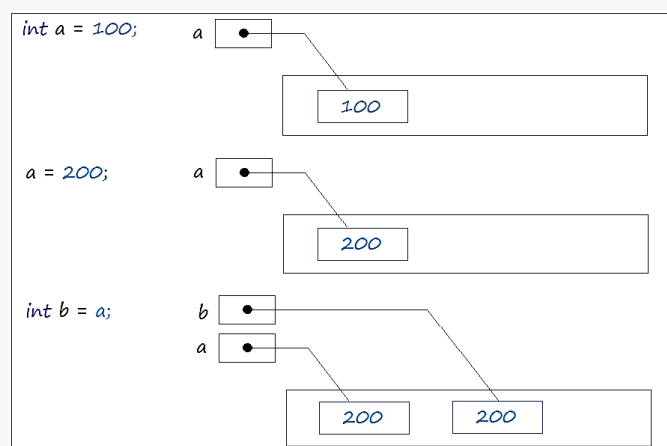 int a = 100;
a
100
a = 200;
a
200
int b = a;
b
a
200
200